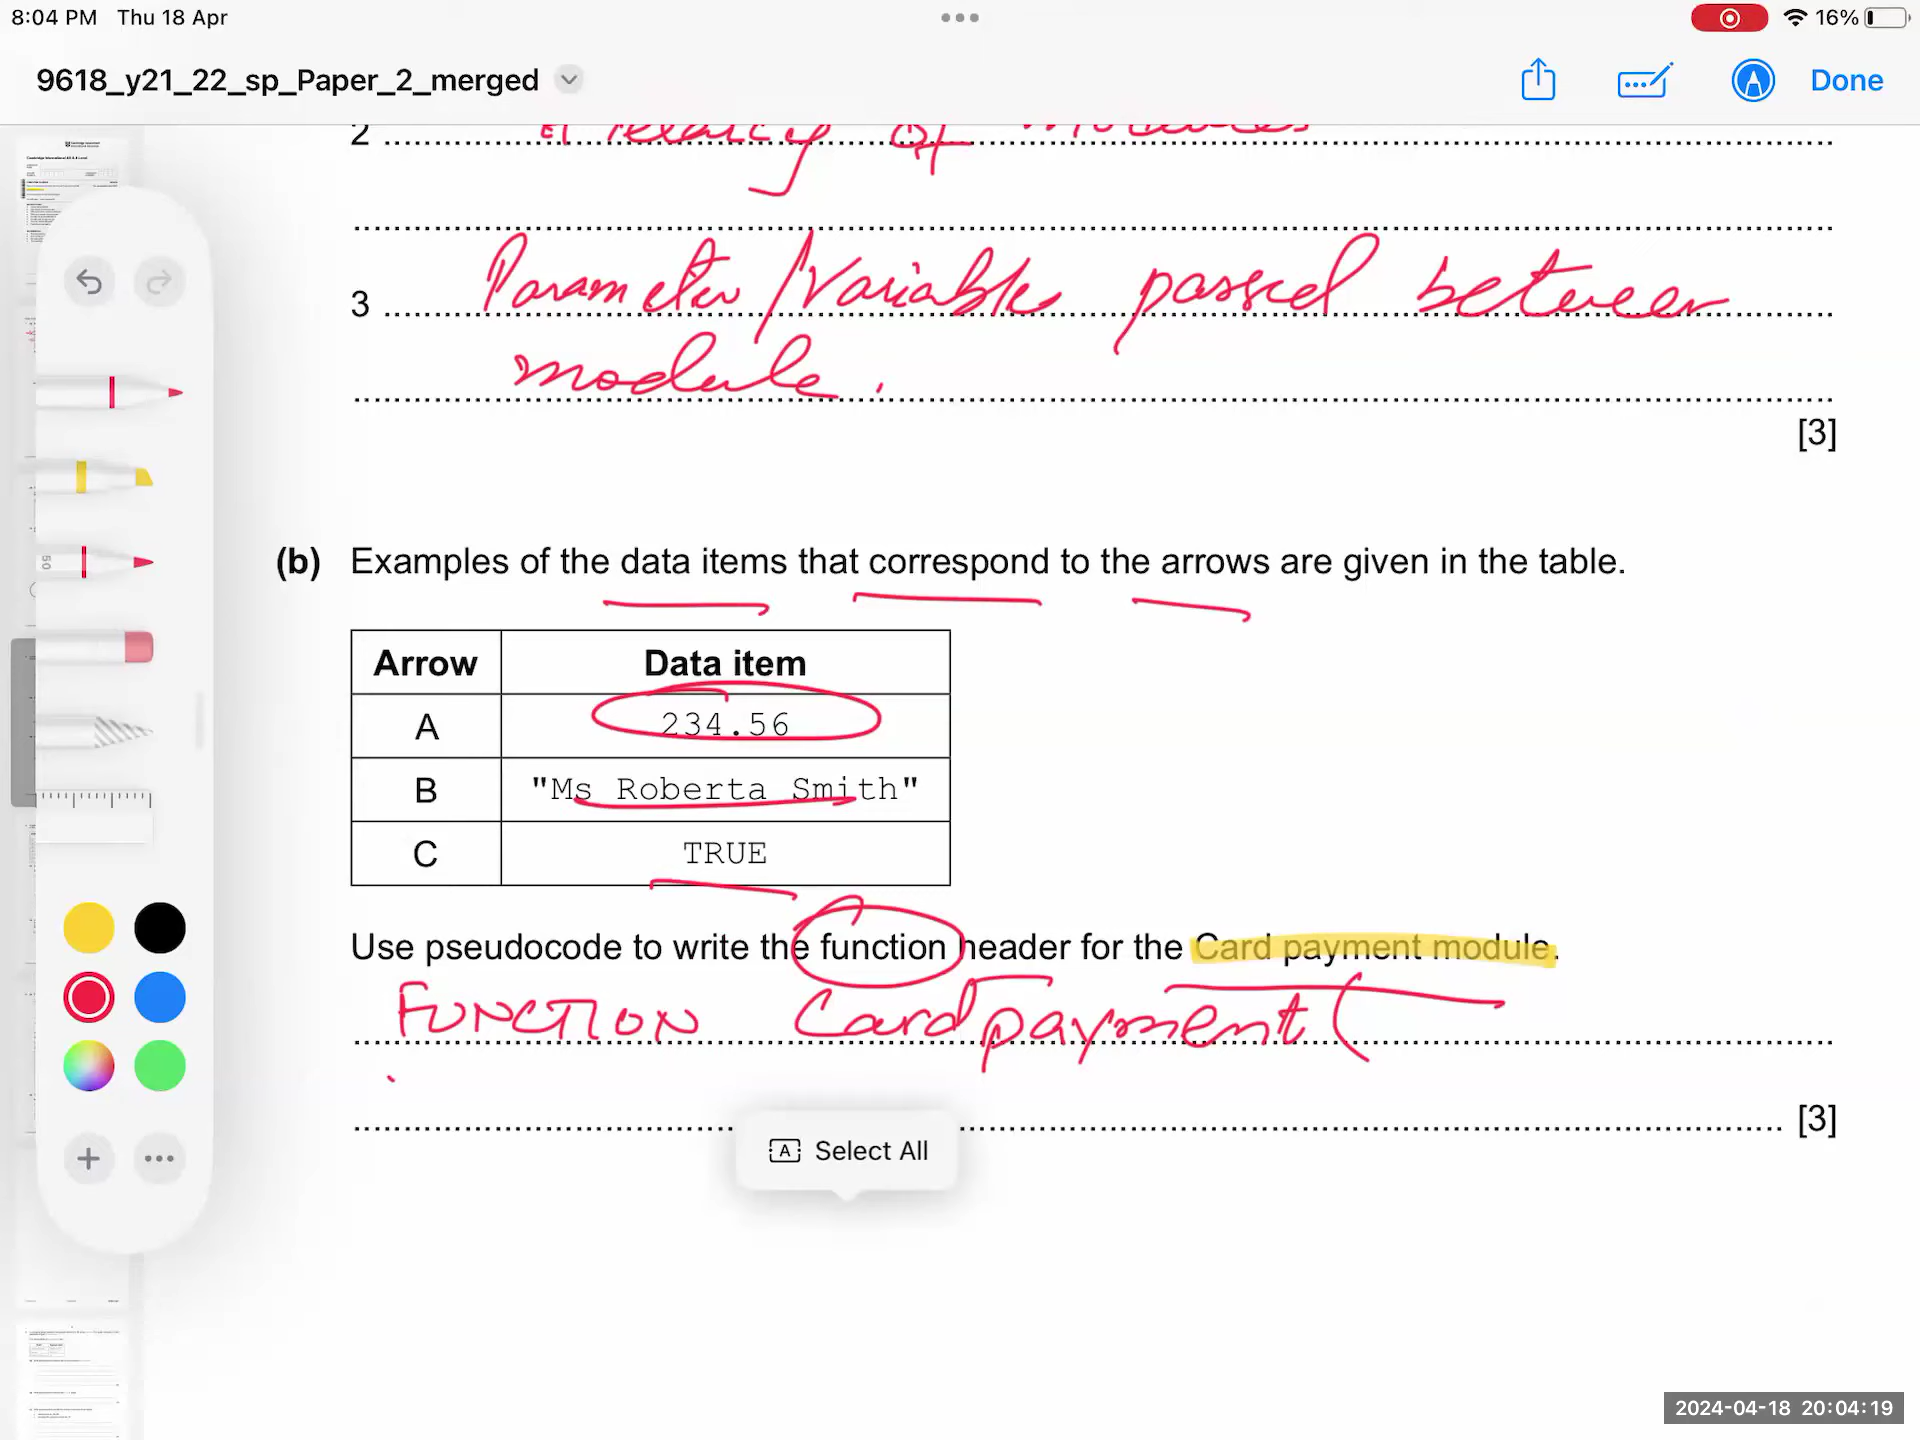 8:04 PM Thu 18 Apr
16%
9618_y21_22_sp_Paper_2_merged
Done
2 of
3 Parameter/Variables passed between
module.
[3]
(b) Examples of the data items that correspond to the arrows are given in the table.
Arrow Data item
A 234.56
B "Ms Roberta Smith"
C TRUE
Use pseudocode to write the function header for the Card payment module.
FUNCTION Cardpayment (
[3]
Select All
50
2024-04-18 20:04:19